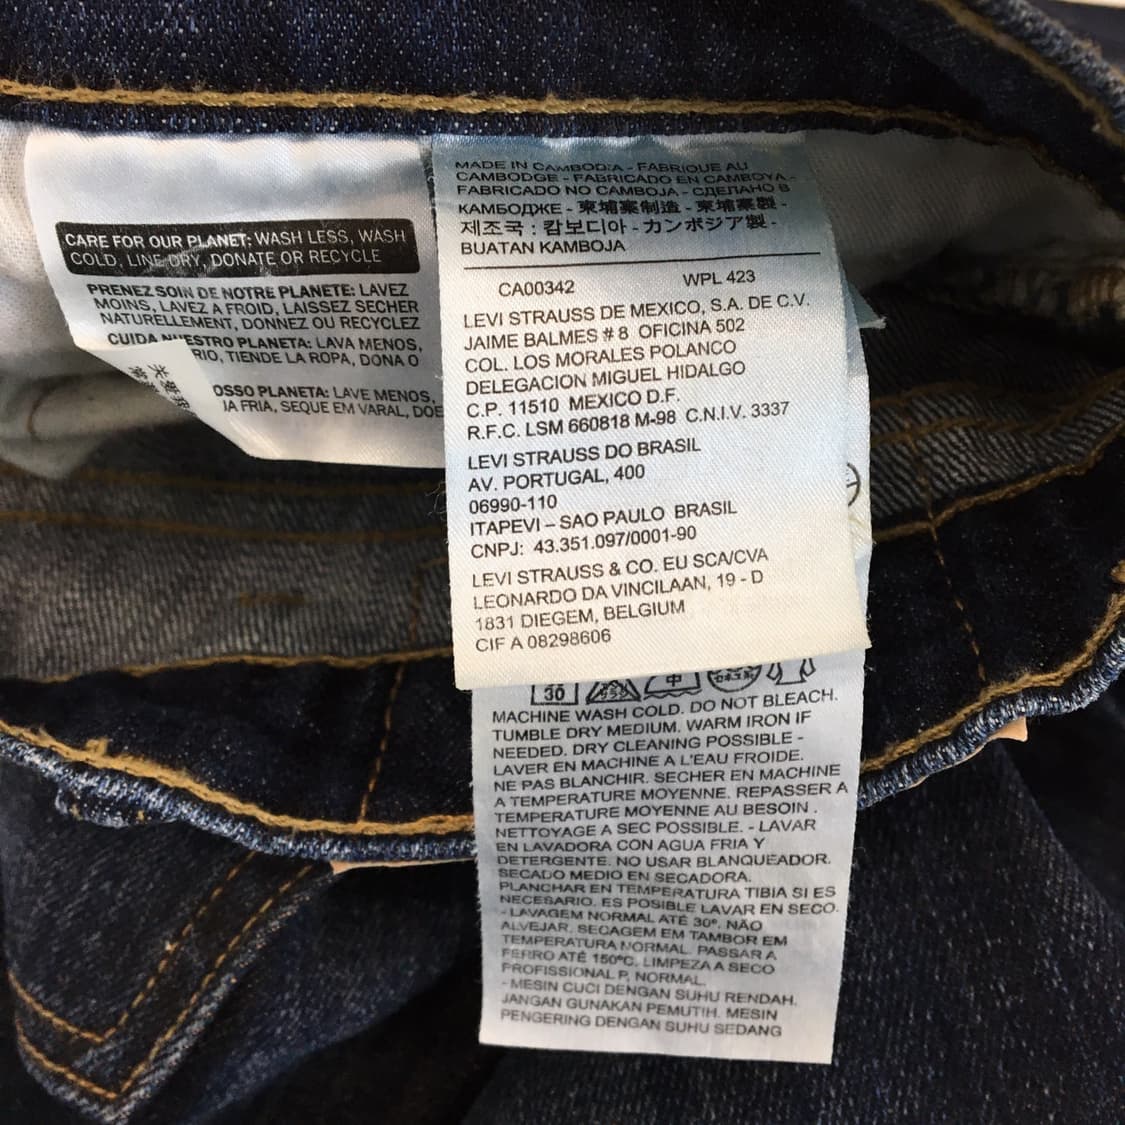 CARE FOR OUR PLANET: WASH LESS, WASH
COLD, LINE DRY, DONATE OR RECYCLE
PRENEZ SOIN DE NOTRE PLANETE: LAVEZ
MOINS, LAVEZ A FROID, LAISSEZ SECHER
NATURELLEMENT, DONNEZ OU RECYCLEZ
CUIDA NUESTRO PLANETA: LAVA MENOS,
RIO, TIENDE LA ROPA, DONA O
OSSO PLANETA: LAVE MENOS,
UA FRIA, SEQUE EM VARAL, DOE
MADE IN CAMBODIA - FABRIQUE AU
CAMBODGE - FABRICADO EN CAMBOYA -
FABRICADO NO CAMBOJA - СДЕЛАНО В
КАМБОДЖЕ - 柬埔寨制造 - 柬埔寨製 -
제조국 : 캄보디아 - カンボジア製 -
BUATAN KAMBOJA
CA00342 WPL 423
LEVI STRAUSS DE MEXICO, S.A. DE C.V.
JAIME BALMES # 8 OFICINA 502
COL. LOS MORALES POLANCO
DELEGACION MIGUEL HIDALGO
C.P. 11510 MEXICO D.F.
R.F.C. LSM 660818 M-98 C.N.I.V. 3337
LEVI STRAUSS DO BRASIL
AV. PORTUGAL, 400
06990-110
ITAPEVI – SAO PAULO BRASIL
CNPJ: 43.351.097/0001-90
LEVI STRAUSS & CO. EU SCA/CVA
LEONARDO DA VINCILAAN, 19 - D
1831 DIEGEM, BELGIUM
CIF A 08298606
30 中
MACHINE WASH COLD. DO NOT BLEACH.
TUMBLE DRY MEDIUM. WARM IRON IF
NEEDED. DRY CLEANING POSSIBLE -
LAVER EN MACHINE A L'EAU FROIDE.
NE PAS BLANCHIR. SECHER EN MACHINE
A TEMPERATURE MOYENNE. REPASSER A
TEMPERATURE MOYENNE AU BESOIN .
NETTOYAGE A SEC POSSIBLE. - LAVAR
EN LAVADORA CON AGUA FRIA Y
DETERGENTE. NO USAR BLANQUEADOR.
SECADO MEDIO EN SECADORA.
PLANCHAR EN TEMPERATURA TIBIA SI ES
NECESARIO. ES POSIBLE LAVAR EN SECO.
- LAVAGEM NORMAL ATÉ 30º. NÃO
ALVEJAR. SECAGEM EM TAMBOR EM
TEMPERATURA NORMAL. PASSAR A
FERRO ATÉ 150ºC. LIMPEZA A SECO
PROFISSIONAL P, NORMAL.
- MESIN CUCI DENGAN SUHU RENDAH.
JANGAN GUNAKAN PEMUTIH. MESIN
PENGERING DENGAN SUHU SEDANG